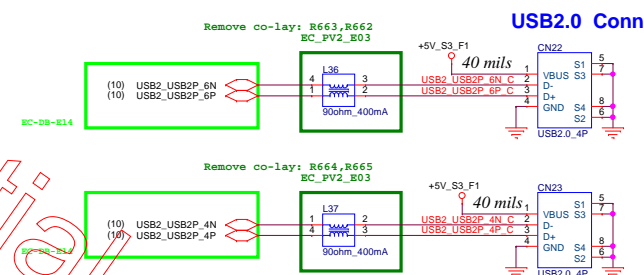 USB2.0 Conn
Remove co-lay: R663,R662
EC_PV2_E03
+5V_S3_F1
40 mils
CN22
L36
(10) USB2_USB2P_6N
(10) USB2_USB2P_6P
4 3
1 2
USB2_USB2P_6N_C
USB2_USB2P_6P_C
90ohm_400mA
1 VBUS
2 D-
3 D+
4 GND
S1 5
S3 7
S4 8
S2 6
USB2.0_4P
EC-DB-E14
Remove co-lay: R664,R665
EC_PV2_E03
+5V_S3_F1
40 mils
CN23
L37
(10) USB2_USB2P_4N
(10) USB2_USB2P_4P
1 2
4 3
USB2_USB2P_4N_C
USB2_USB2P_4P_C
90ohm_400mA
1 VBUS
2 D-
3 D+
4 GND
S1 5
S3 7
S4 8
S2 6
USB2.0_4P
EC-DB-E14